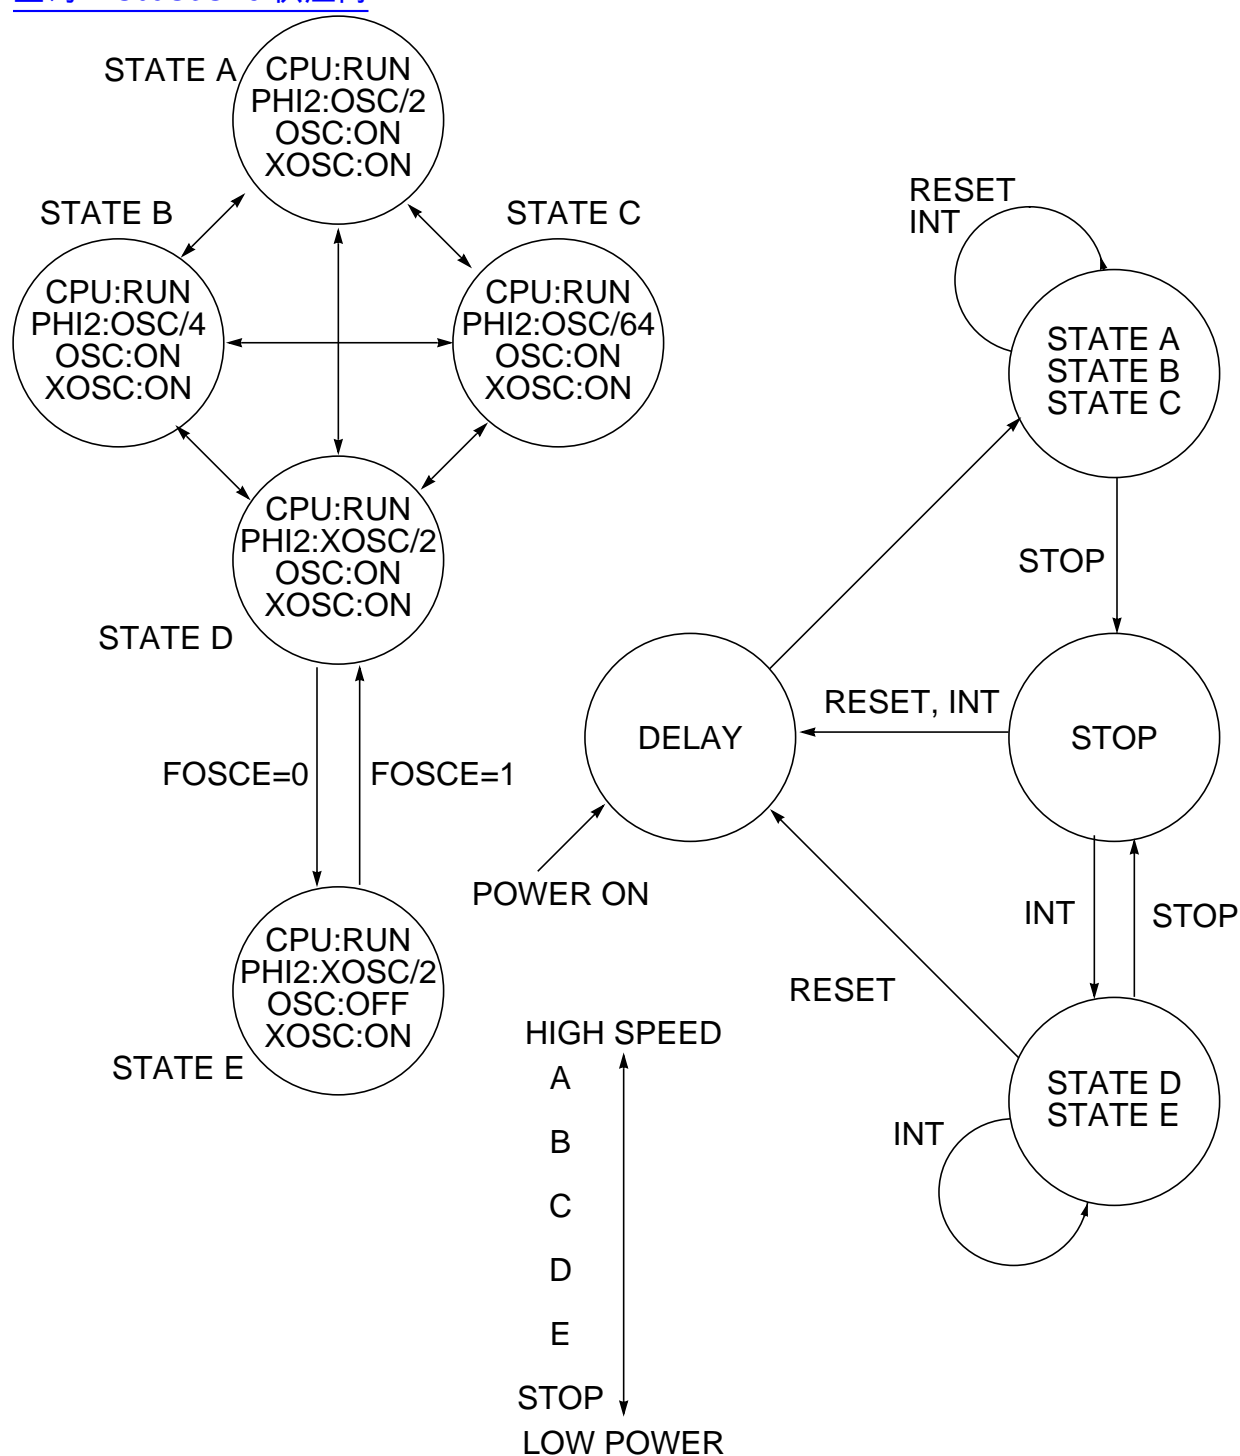 STATE A
CPU:RUN
PHI2:OSC/2
OSC:ON
XOSC:ON
STATE B
CPU:RUN
PHI2:OSC/4
OSC:ON
XOSC:ON
STATE C
CPU:RUN
PHI2:OSC/64
OSC:ON
XOSC:ON
CPU:RUN
PHI2:XOSC/2
OSC:ON
XOSC:ON
STATE D
FOSCE=0
FOSCE=1
CPU:RUN
PHI2:XOSC/2
OSC:OFF
XOSC:ON
STATE E
RESET
INT
STATE A
STATE B
STATE C
STOP
DELAY
RESET, INT
STOP
POWER ON
INT
STOP
RESET
STATE D
STATE E
INT
HIGH SPEED
A
B
C
D
E
STOP
LOW POWER